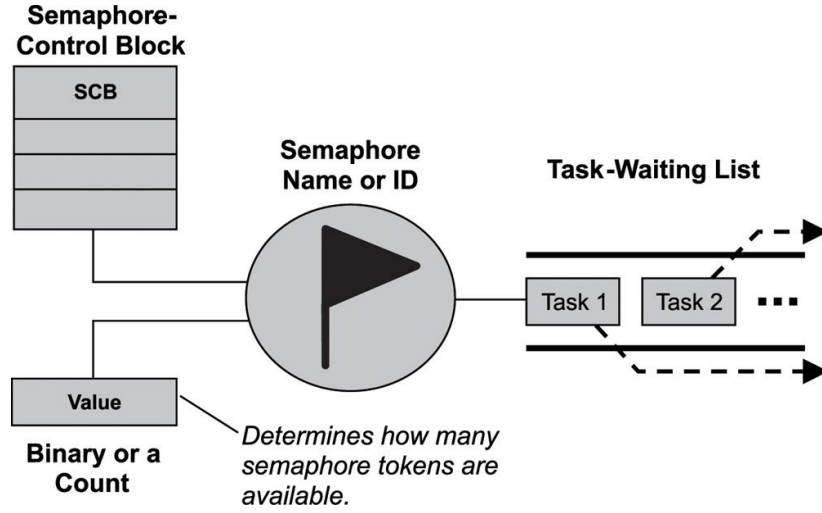 Semaphore-
Control Block
SCB
Semaphore
Name or ID
Task-Waiting List
Task 1
Task 2
Value
Binary or a
Count
Determines how many
semaphore tokens are
available.